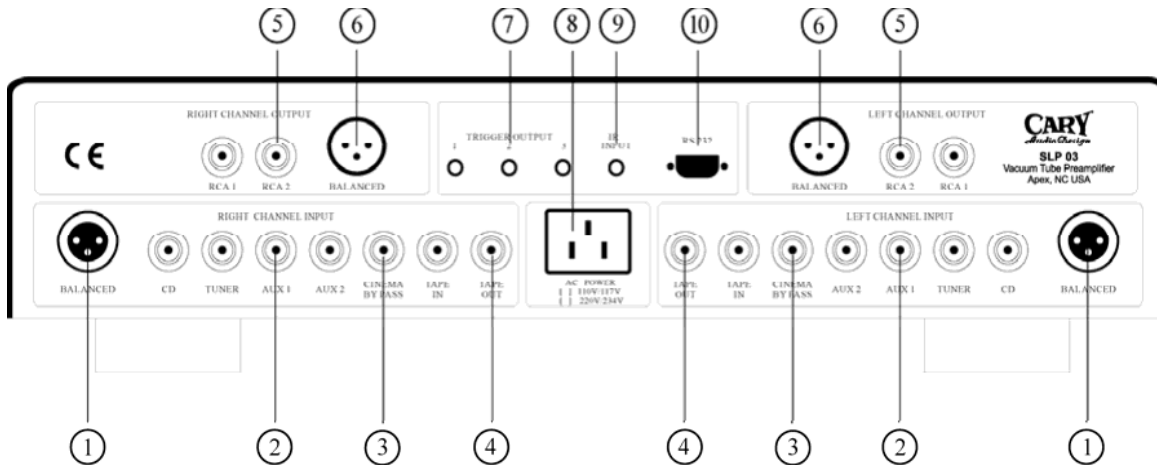 5 6 7 8 9 10 6 5
RIGHT CHANNEL OUTPUT
CE
RCA 1 RCA 2 BALANCED
TRIGGER OUTPUT
1 2 3
IR
INPUT
RS232
LEFT CHANNEL OUTPUT
BALANCED RCA 2 RCA 1
CARY
Audio Design
SLP 03
Vacuum Tube Preamplifier
Apex, NC USA
RIGHT CHANNEL INPUT
BALANCED CD TUNER AUX 1 AUX 2 CINEMA BY PASS TAPE IN TAPE OUT
AC POWER
[ ] 110V/117V
[ ] 220V/234V
LEFT CHANNEL INPUT
TAPE OUT TAPE IN CINEMA BY PASS AUX 2 AUX 1 TUNER CD BALANCED
1 2 3 4 4 3 2 1